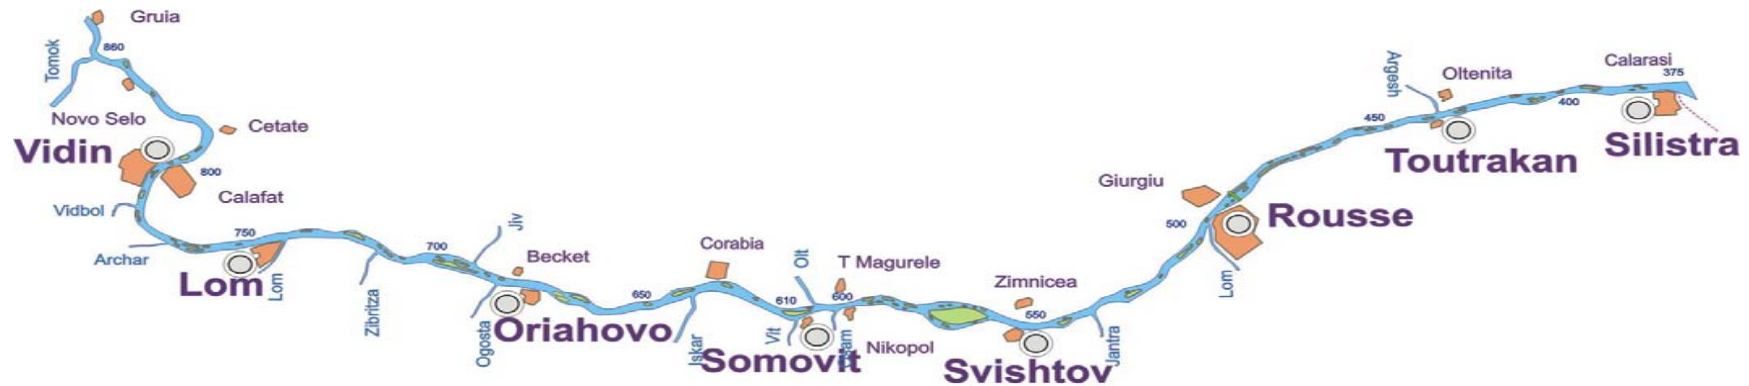 Gruia
860
Tomok
Novo Selo
Vidin
Cetate
800
Calafat
Vidbol
Archar
750
Lom
Lom
Zibritza
700
Jiv
Becket
Ogosta
Oriahovo
650
Iskar
Corabia
610
Olt
Vit
Somovit
T Magurele
600
Nikopol
Zimnicea
550
Svishtov
Jantra
Giurgiu
500
Rousse
Lom
450
Argesh
Oltenita
Toutrakan
400
Calarasi
375
Silistra